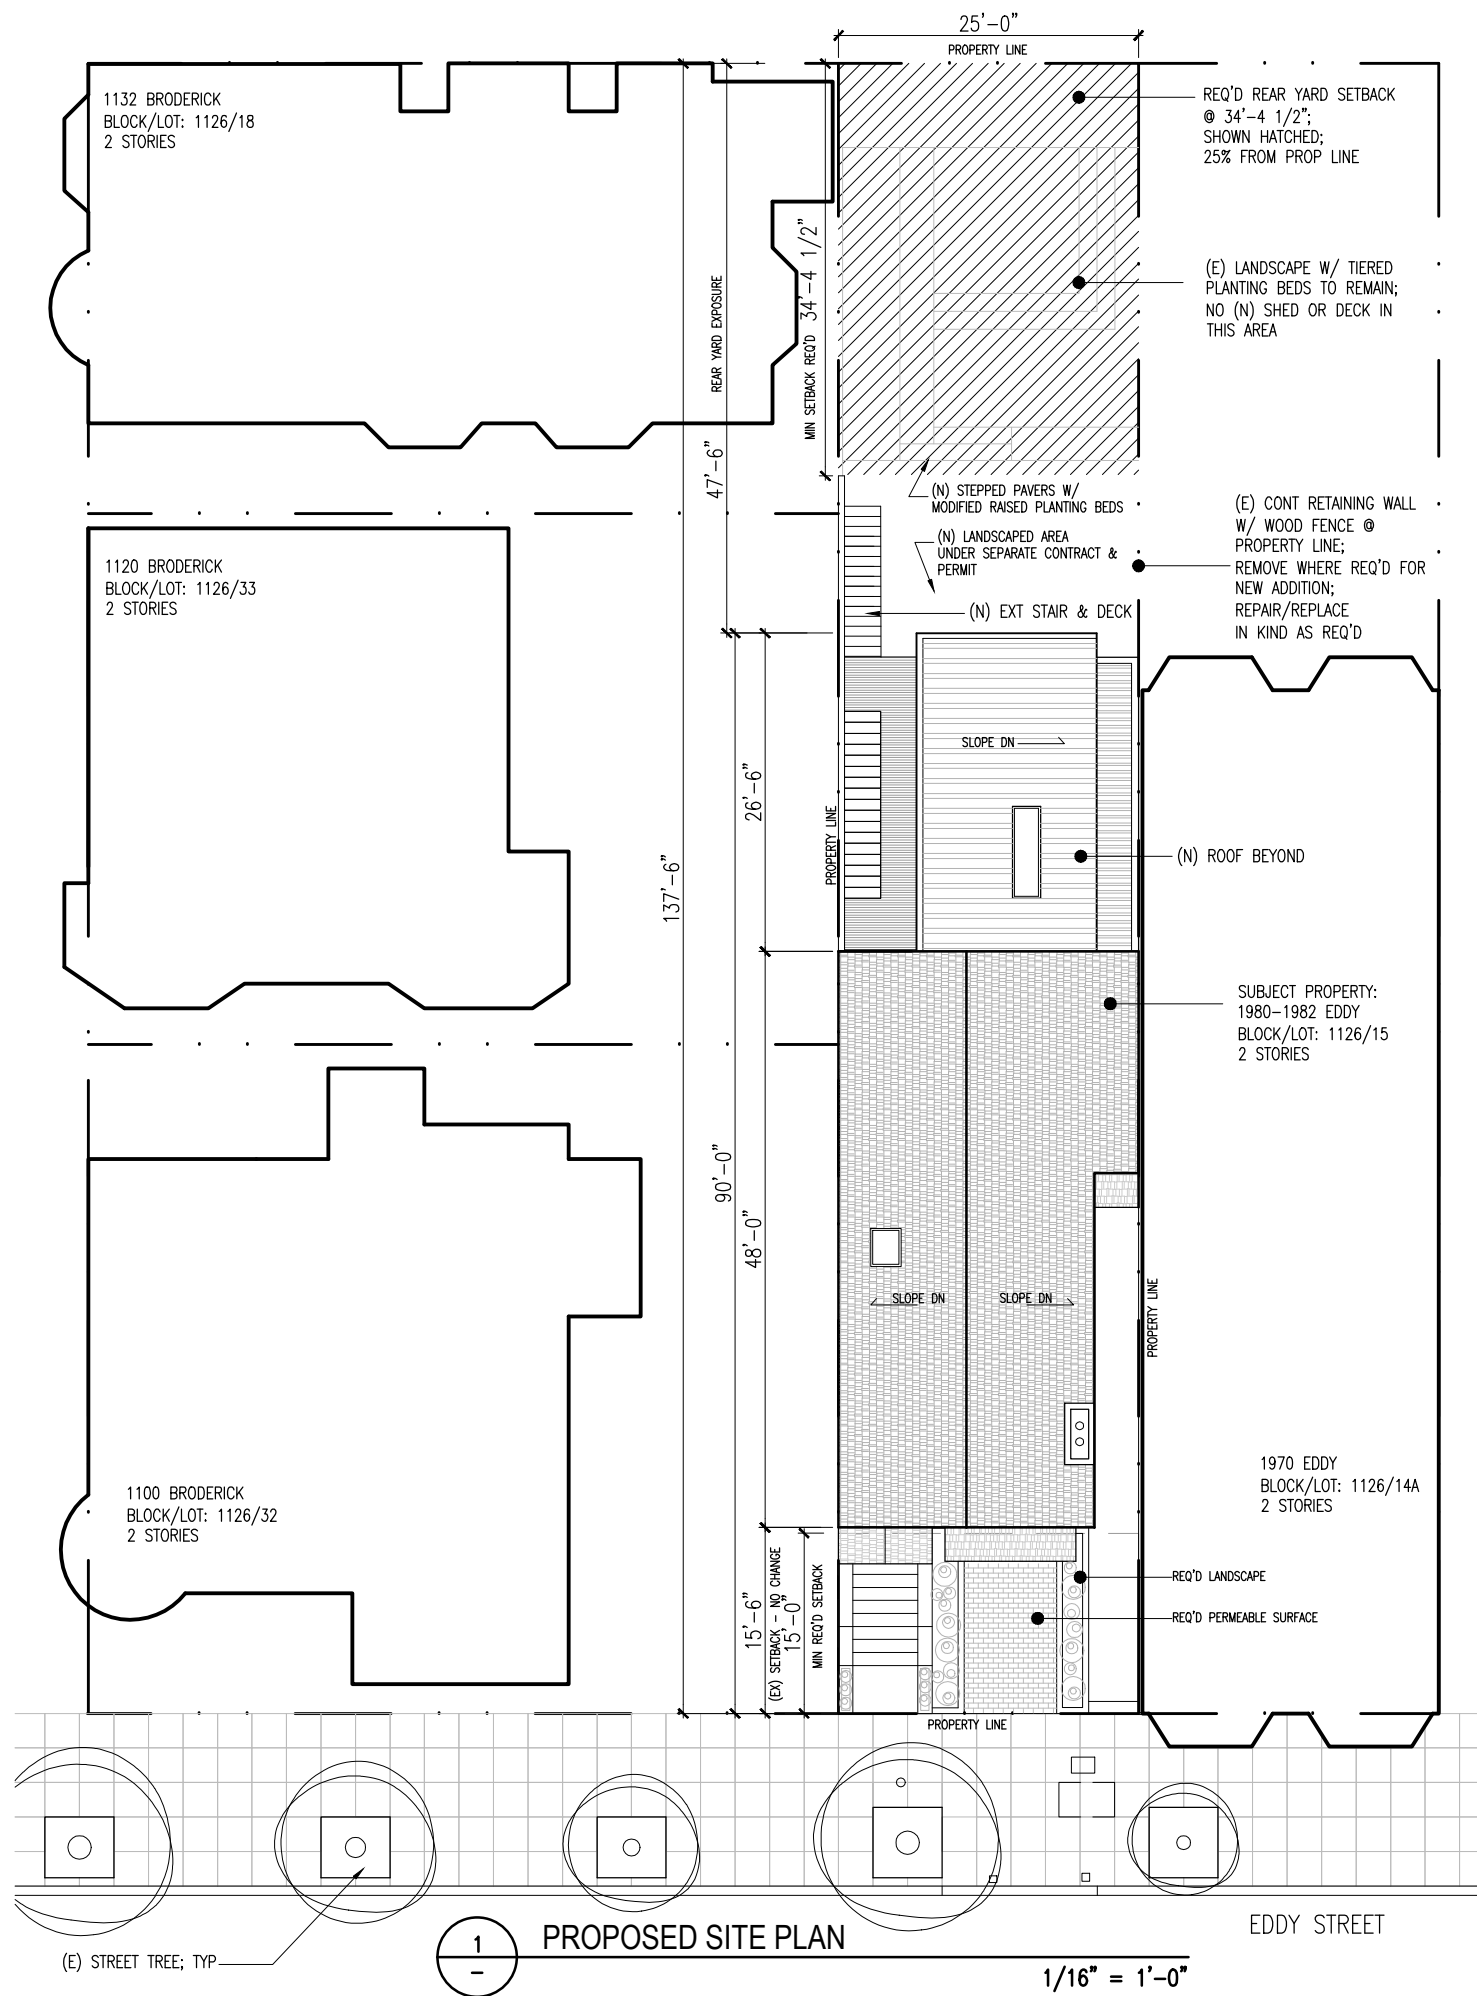 25'-0"
PROPERTY LINE
1132 BRODERICK
BLOCK/LOT: 1126/18
2 STORIES
REQ'D REAR YARD SETBACK
@ 34'-4 1/2";
SHOWN HATCHED;
25% FROM PROP LINE
(E) LANDSCAPE W/ TIERED
PLANTING BEDS TO REMAIN;
NO (N) SHED OR DECK IN
THIS AREA
REAR YARD EXPOSURE
47'-6"
MIN SETBACK REQ'D
34'-4 1/2"
(N) STEPPED PAVERS W/
MODIFIED RAISED PLANTING BEDS
(N) LANDSCAPED AREA
UNDER SEPARATE CONTRACT &
PERMIT
(N) EXT STAIR & DECK
(E) CONT RETAINING WALL
W/ WOOD FENCE @
PROPERTY LINE;
REMOVE WHERE REQ'D FOR
NEW ADDITION;
REPAIR/REPLACE
IN KIND AS REQ'D
1120 BRODERICK
BLOCK/LOT: 1126/33
2 STORIES
SLOPE DN
26'-6"
PROPERTY LINE
137'-6"
(N) ROOF BEYOND
SUBJECT PROPERTY:
1980-1982 EDDY
BLOCK/LOT: 1126/15
2 STORIES
90'-0"
48'-0"
SLOPE DN
SLOPE DN
PROPERTY LINE
1100 BRODERICK
BLOCK/LOT: 1126/32
2 STORIES
1970 EDDY
BLOCK/LOT: 1126/14A
2 STORIES
15'-6"
(EX) SETBACK - NO CHANGE
15'-0"
MIN REQ'D SETBACK
REQ'D LANDSCAPE
REQ'D PERMEABLE SURFACE
PROPERTY LINE
(E) STREET TREE; TYP
1
-
PROPOSED SITE PLAN
1/16" = 1'-0"
EDDY STREET